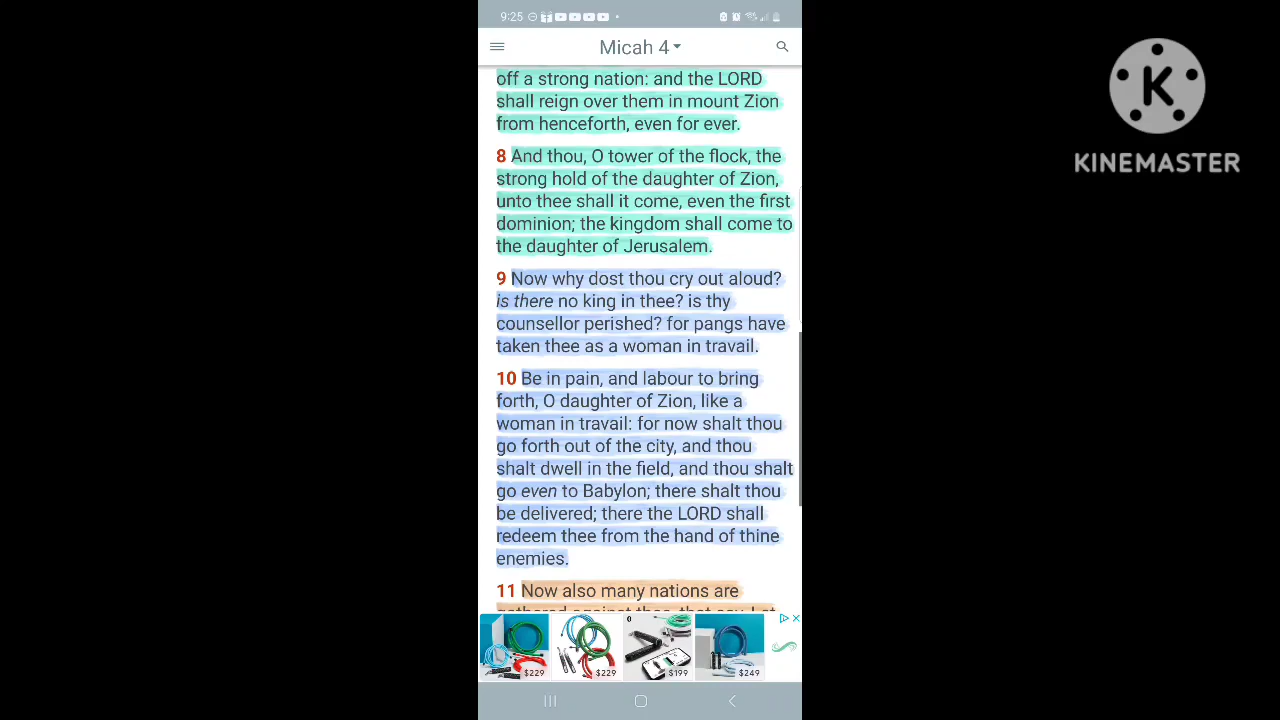 9:25
Micah 4
K
KINEMASTER
off a strong nation: and the LORD
shall reign over them in mount Zion
from henceforth, even for ever.
8 And thou, O tower of the flock, the
strong hold of the daughter of Zion,
unto thee shall it come, even the first
dominion; the kingdom shall come to
the daughter of Jerusalem.
9 Now why dost thou cry out aloud?
is there no king in thee? is thy
counsellor perished? for pangs have
taken thee as a woman in travail.
10 Be in pain, and labour to bring
forth, O daughter of Zion, like a
woman in travail: for now shalt thou
go forth out of the city, and thou
shalt dwell in the field, and thou shalt
go even to Babylon; there shalt thou
be delivered; there the LORD shall
redeem thee from the hand of thine
enemies.
11 Now also many nations are
gathered against thee, that say, Let
$229
$229
$199
$249